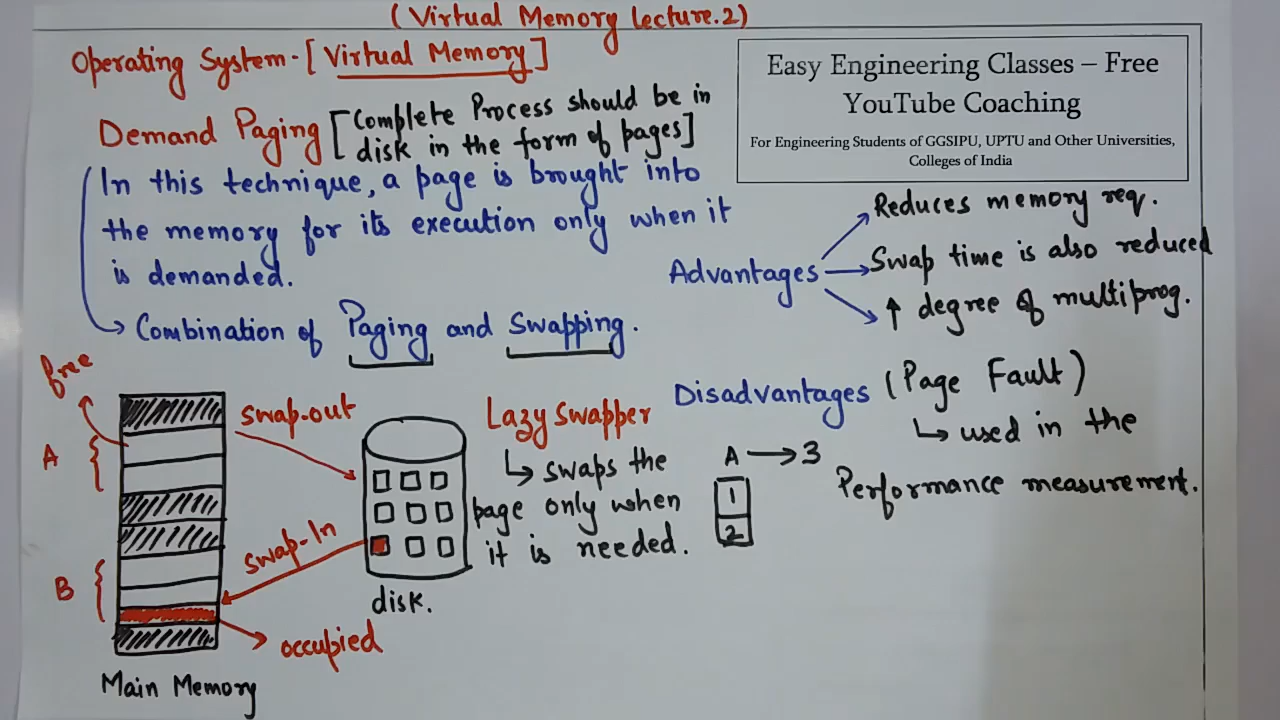 (Virtual Memory Lecture.2)
Operating System - [Virtual Memory]
Easy Engineering Classes – Free
YouTube Coaching
For Engineering Students of GGSIPU, UPTU and Other Universities,
Colleges of India
Demand Paging [Complete Process should be in
disk in the form of pages]
In this technique, a page is brought into
the memory for its execution only when it
is demanded.
Combination of Paging and Swapping.
Advantages
Reduces memory req.
Swap time is also reduced
↑ degree of multiprog.
Disadvantages (Page Fault)
used in the
Performance measurement.
free
A
B
swap-out
swap-In
occupied
Main Memory
disk.
Lazy Swapper
swaps the
page only when
it is needed.
A → 3
1
2